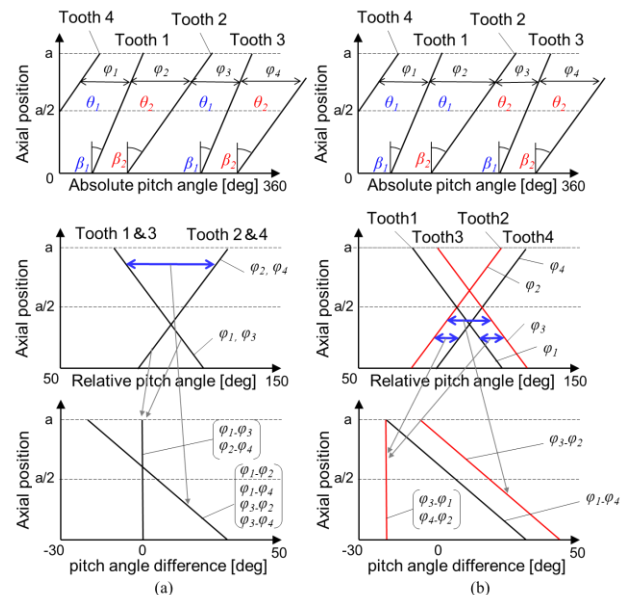 Tooth 4 Tooth 2
Tooth 1 Tooth 3
a
φ1 φ2 φ3 φ4
a/2
θ1 θ2 θ1 θ2
β1 β2 β1 β2
0
Axial position
Absolute pitch angle [deg] 360
Tooth 4 Tooth 2
Tooth 1 Tooth 3
a
φ1 φ2 φ3 φ4
a/2
θ1 θ2 θ1 θ2
β1 β2 β1 β2
0
Axial position
Absolute pitch angle [deg] 360
Tooth 1&3 Tooth 2&4
a
φ2, φ4
a/2
φ1, φ3
Axial position
50 Relative pitch angle [deg] 150
Tooth1 Tooth2
Tooth3 Tooth4
a
φ4
φ2
a/2
φ3
φ1
Axial position
50 Relative pitch angle [deg] 150
a
φ1-φ3
φ2-φ4
a/2
φ1-φ2
φ1-φ4
φ3-φ2
φ3-φ4
Axial position
-30 0 50
pitch angle difference [deg]
(a)
a
φ3-φ2
a/2
φ3-φ1
φ4-φ2
φ1-φ4
Axial position
-30 0 50
pitch angle difference [deg]
(b)